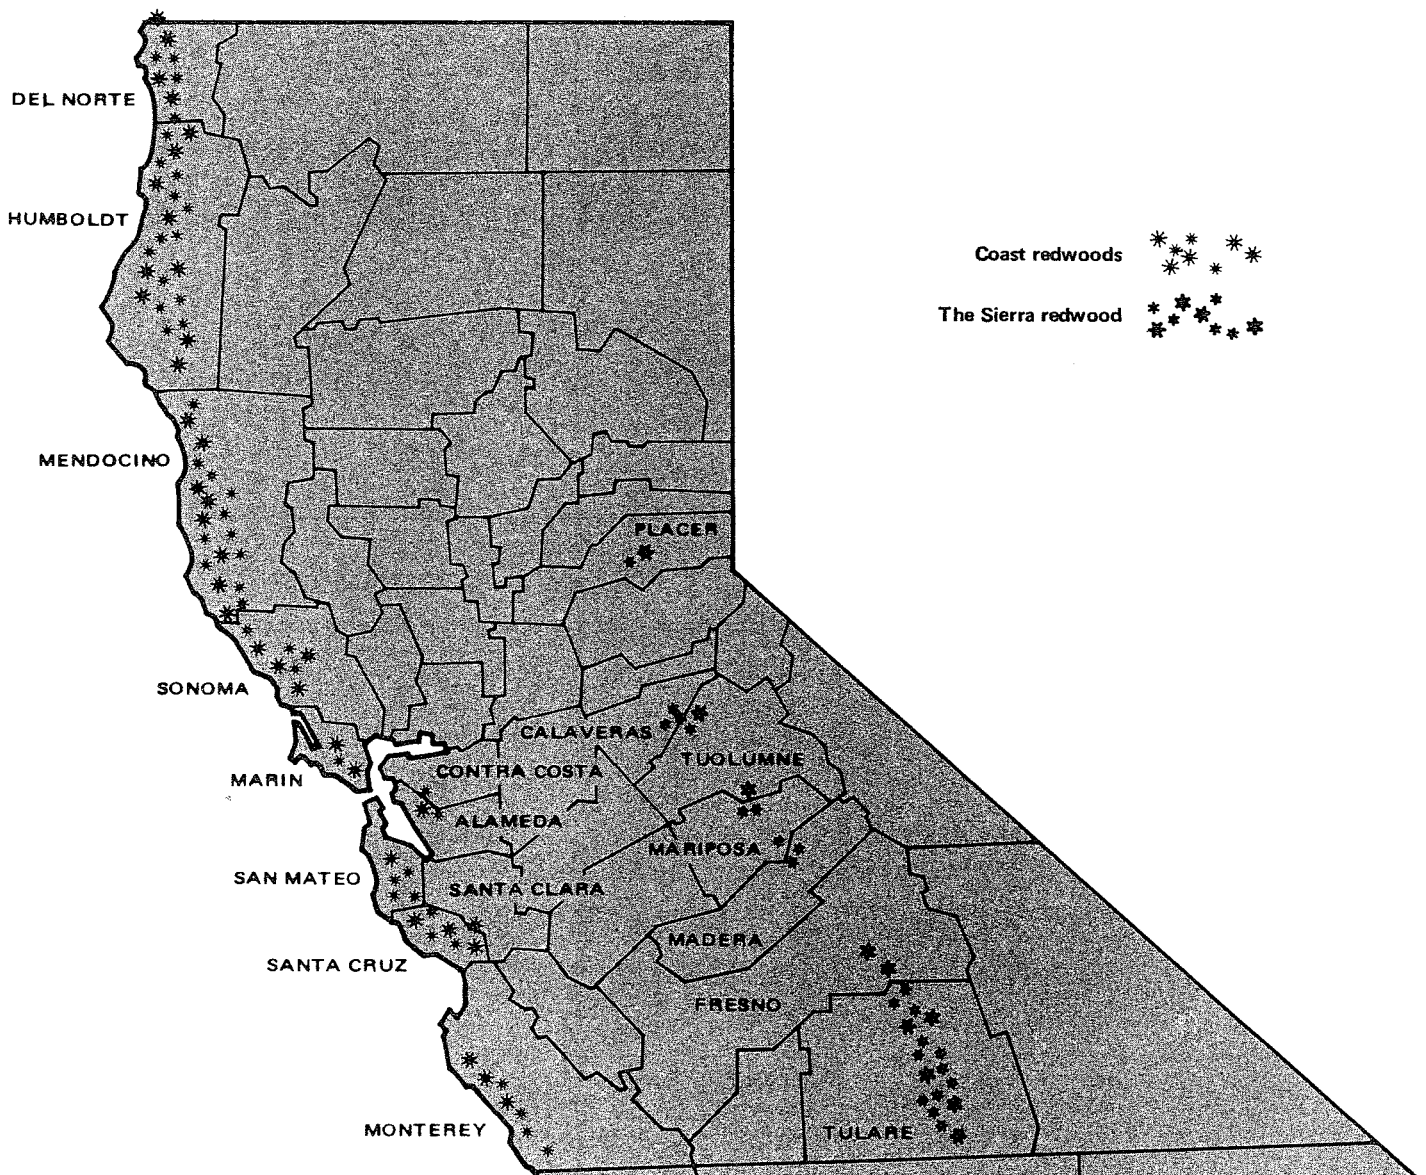 DEL NORTE
HUMBOLDT
Coast redwoods
The Sierra redwood
MENDOCINO
PLACER
SONOMA
CALAVERAS
TUOLUMNE
MARIN
CONTRA COSTA
ALAMEDA
MARIPOSA
SAN MATEO
SANTA CLARA
MADERA
SANTA CRUZ
FRESNO
MONTEREY
TULARE